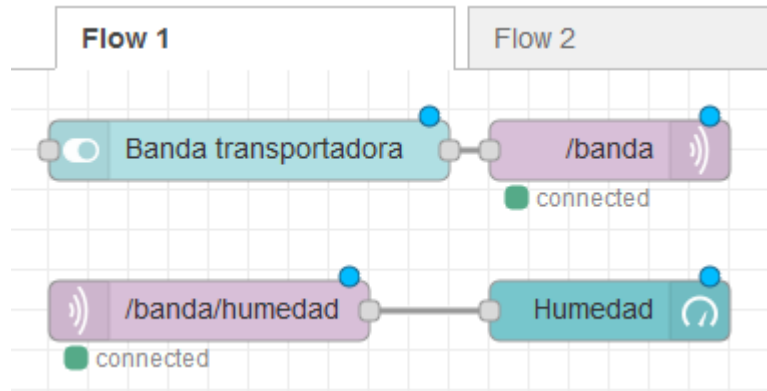 Flow 1
Flow 2
Banda transportadora
/banda
connected
/banda/humedad
Humedad
connected